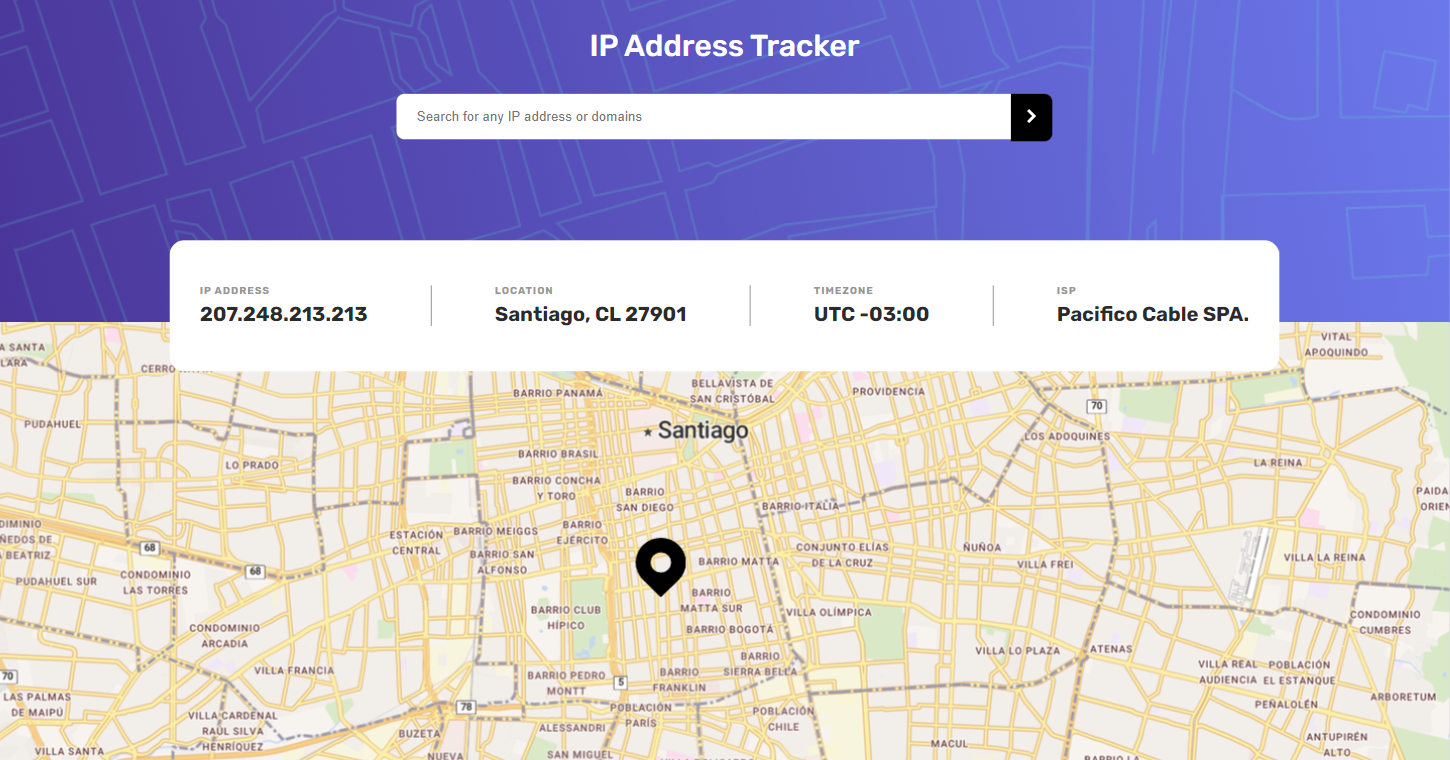 IP Address Tracker
Search for any IP address or domains
IP ADDRESS
207.248.213.213
LOCATION
Santiago, CL 27901
TIMEZONE
UTC -03:00
ISP
Pacifico Cable SPA.
A SANTA
LARA
CERRO
VITAL
APOQUINDO
BARRIO PANAMÁ
BELLAVISTA DE
SAN CRISTÓBAL
PROVIDENCIA
70
PUDAHUEL
Santiago
LOS ADOQUINES
LO PRADO
BARRIO BRASIL
LA REINA
BARRIO CONCHA
Y TORO
BARRIO
SAN DIEGO
BARRIO ITALIA
PAIDA
ORIEN
DIMINIO
ÑEDOS DE
A BEATRIZ
68
ESTACIÓN
CENTRAL
BARRIO MEIGGS
BARRIO
EJÉRCITO
BARRIO SAN
ALFONSO
CONJUNTO ELÍAS
DE LA CRUZ
ÑUÑOA
VILLA FREI
VILLA LA REINA
68
PUDAHUEL SUR
CONDOMINIO
LAS TORRES
BARRIO MATTA
BARRIO
MATTA SUR
BARRIO CLUB
HÍPICO
VILLA OLÍMPICA
CONDOMINIO
CUMBRES
CONDOMINIO
ARCADIA
BARRIO BOGOTÁ
VILLA LO PLAZA
ATENAS
VILLA FRANCIA
BARRIO
SIERRA BELLA
VILLA REAL
AUDIENCIA
POBLACIÓN
EL ESTANQUE
70
BARRIO PEDRO
MONTT
5
BARRIO
FRANKLIN
LAS PALMAS
DE MAIPÚ
ARBORETUM
PEÑALOLÉN
78
POBLACIÓN
PARÍS
POBLACIÓN
CHILE
VILLA CARDENAL
RAÚL SILVA
HENRÍQUEZ
BUZETA
ALESSANDRI
MACUL
ANTUPIRÉN
ALTO
VILLA SANTA
NUEVA
SAN MIGUEL
BARRIO LA